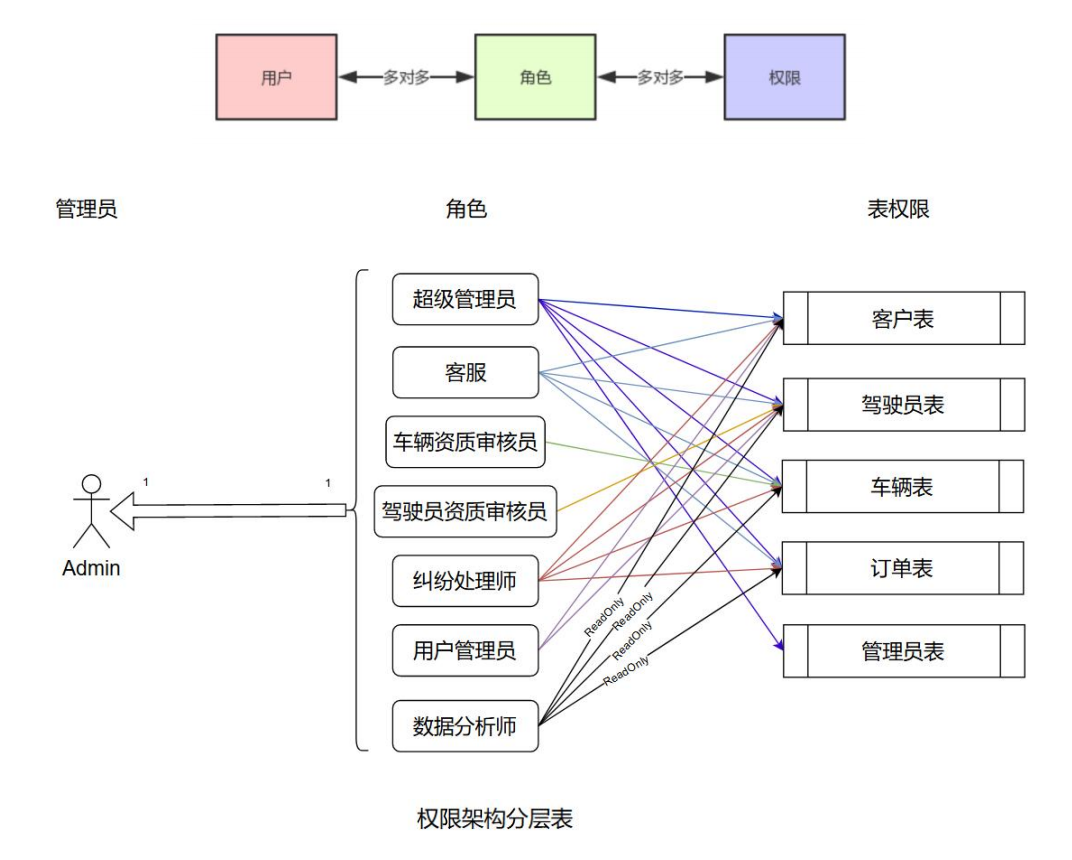 用户
多对多
角色
多对多
权限
管理员
角色
表权限
超级管理员
客服
车辆资质审核员
驾驶员资质审核员
纠纷处理师
用户管理员
数据分析师
1
1
Admin
ReadOnly
ReadOnly
ReadOnly
ReadOnly
客户表
驾驶员表
车辆表
订单表
管理员表
权限架构分层表